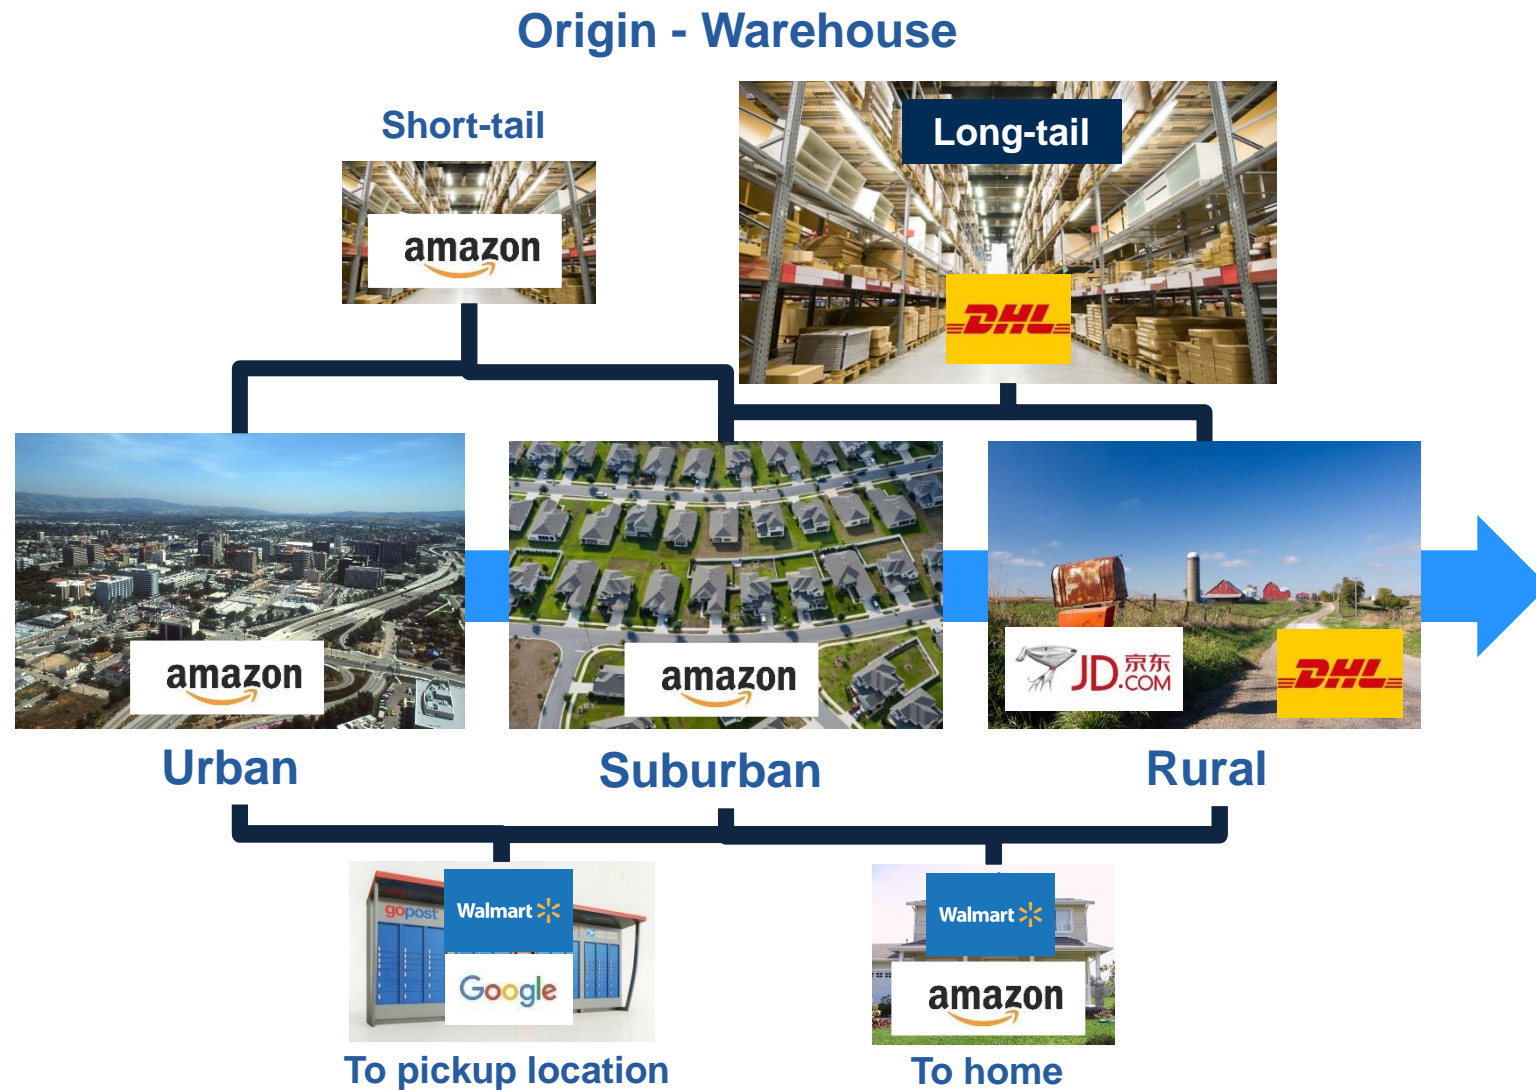 Origin - Warehouse
Short-tail
Long-tail
amazon
DHL
amazon
amazon
JD 京东
.COM
DHL
Urban
Suburban
Rural
gopost
Walmart
Google
Walmart
amazon
To pickup location
To home